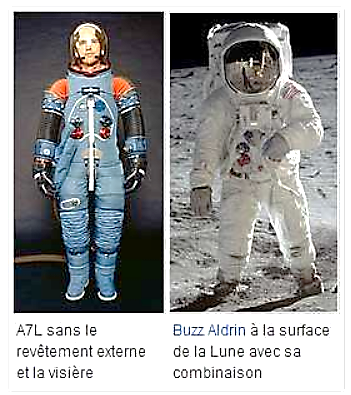 A7L sans le
revêtement externe
et la visière
Buzz Aldrin à la surface
de la Lune avec sa
combinaison